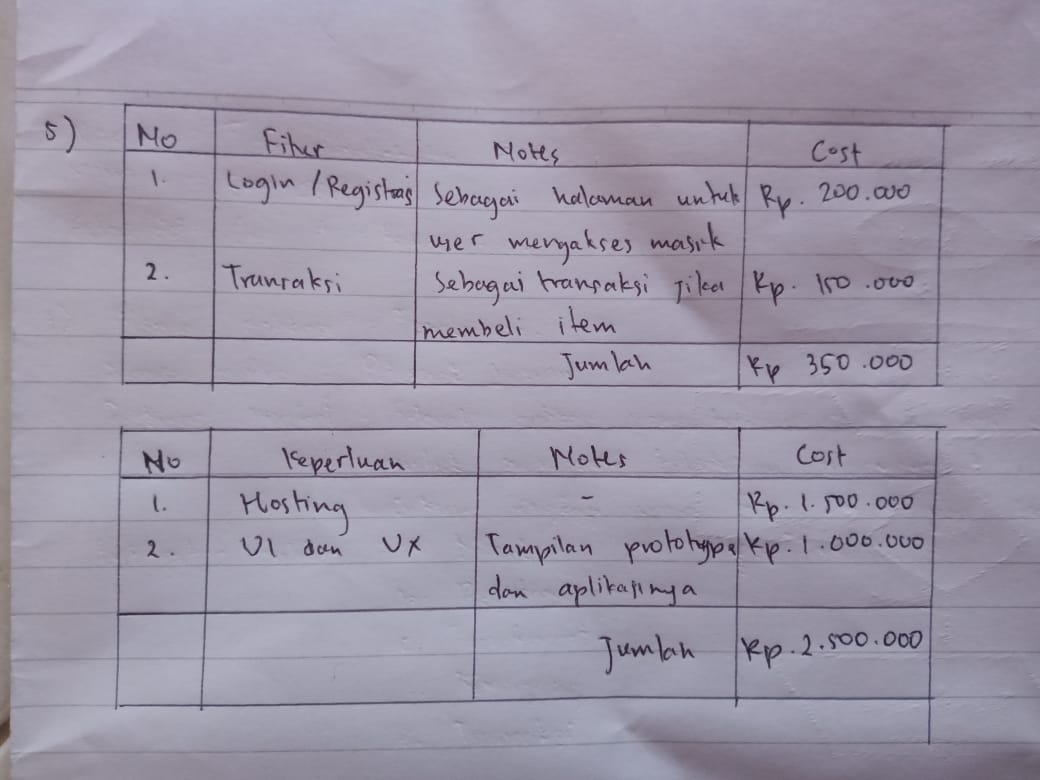 5)
No Fitur Notes Cost
1. Login / Registrasi Sebagai halaman untuk Rp. 200.000
user mengakses masuk
2. Transaksi Sebagai transaksi jika Rp. 150.000
membeli item
Jumlah Rp 350.000
No Keperluan Notes Cost
1. Hosting - Rp. 1.500.000
2. UI dan UX Tampilan prototype Rp. 1.000.000
dan aplikasinya
Jumlah Rp. 2.500.000